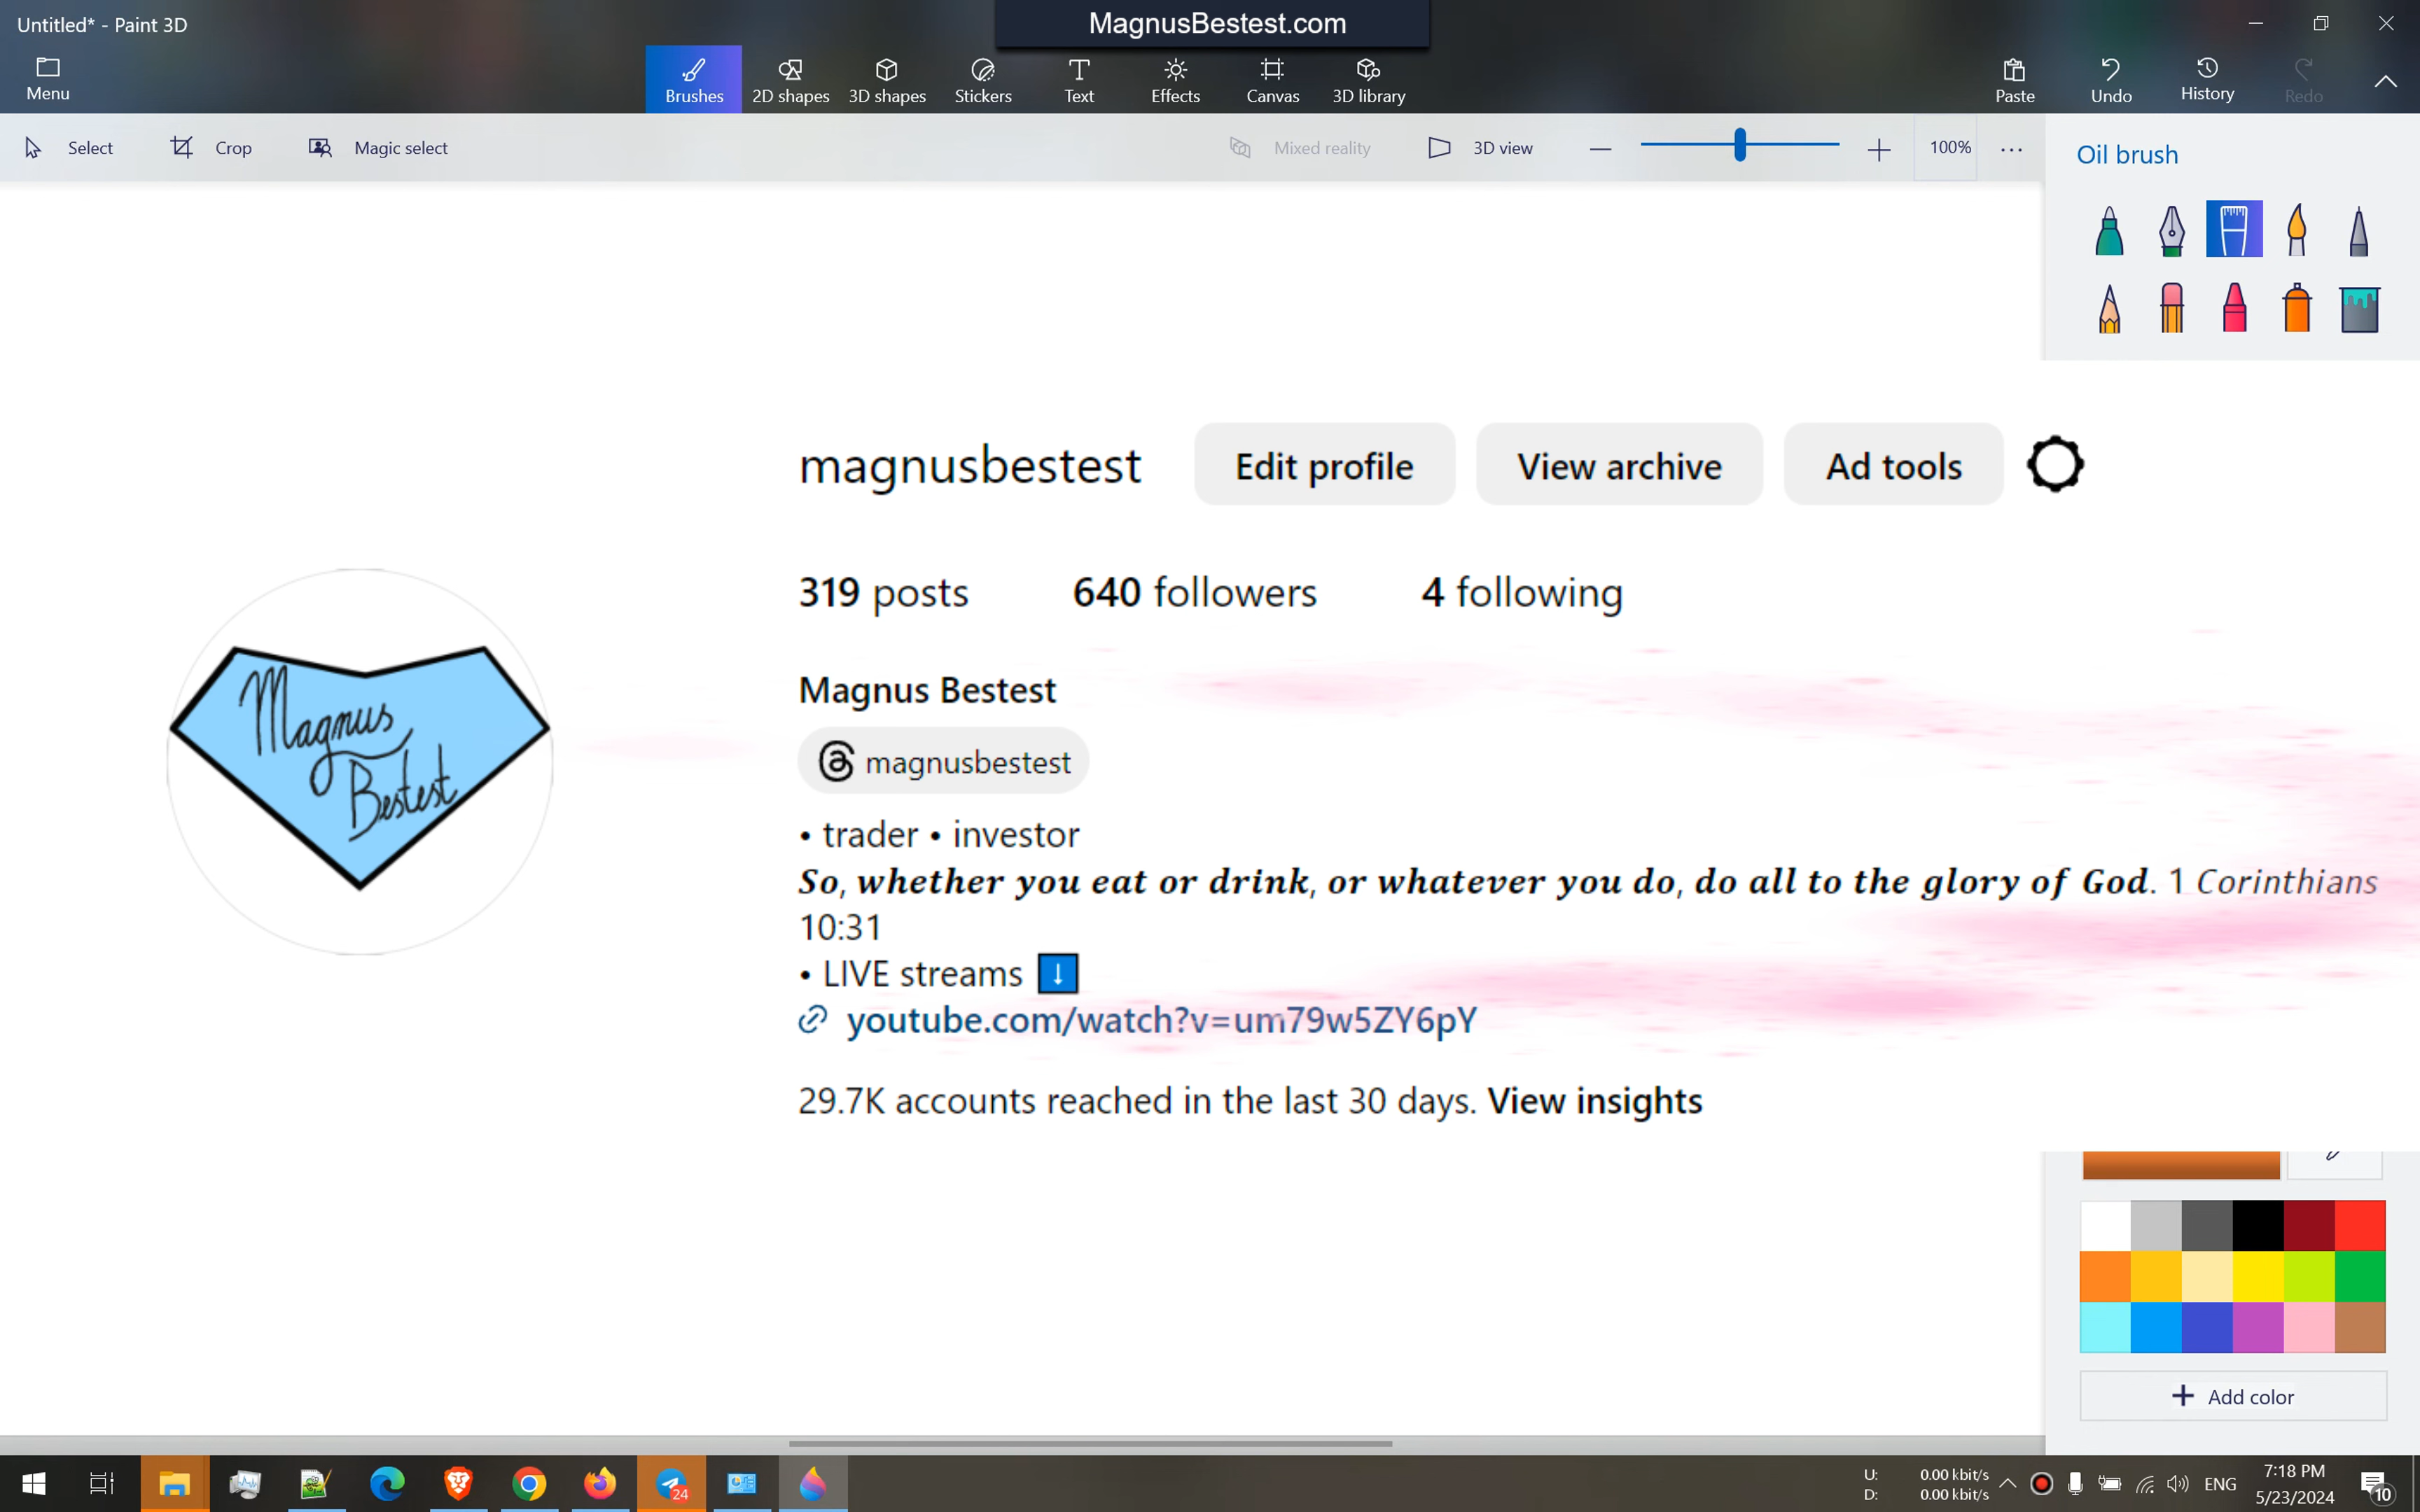 Untitled* - Paint 3D
MagnusBestest.com
Menu
Brushes
2D shapes
3D shapes
Stickers
Text
Effects
Canvas
3D library
Paste
Undo
History
Redo
Select
Crop
Magic select
Mixed reality
3D view
100%
Oil brush
magnusbestest
Edit profile
View archive
Ad tools
319 posts
640 followers
4 following
Magnus
Bestest
Magnus Bestest
magnusbestest
• trader • investor
So, whether you eat or drink, or whatever you do, do all to the glory of God. 1 Corinthians
10:31
• LIVE streams ⬇
youtube.com/watch?v=um79w5ZY6pY
29.7K accounts reached in the last 30 days. View insights
+ Add color
24
U: 0.00 kbit/s
D: 0.00 kbit/s
ENG
7:18 PM
5/23/2024
10